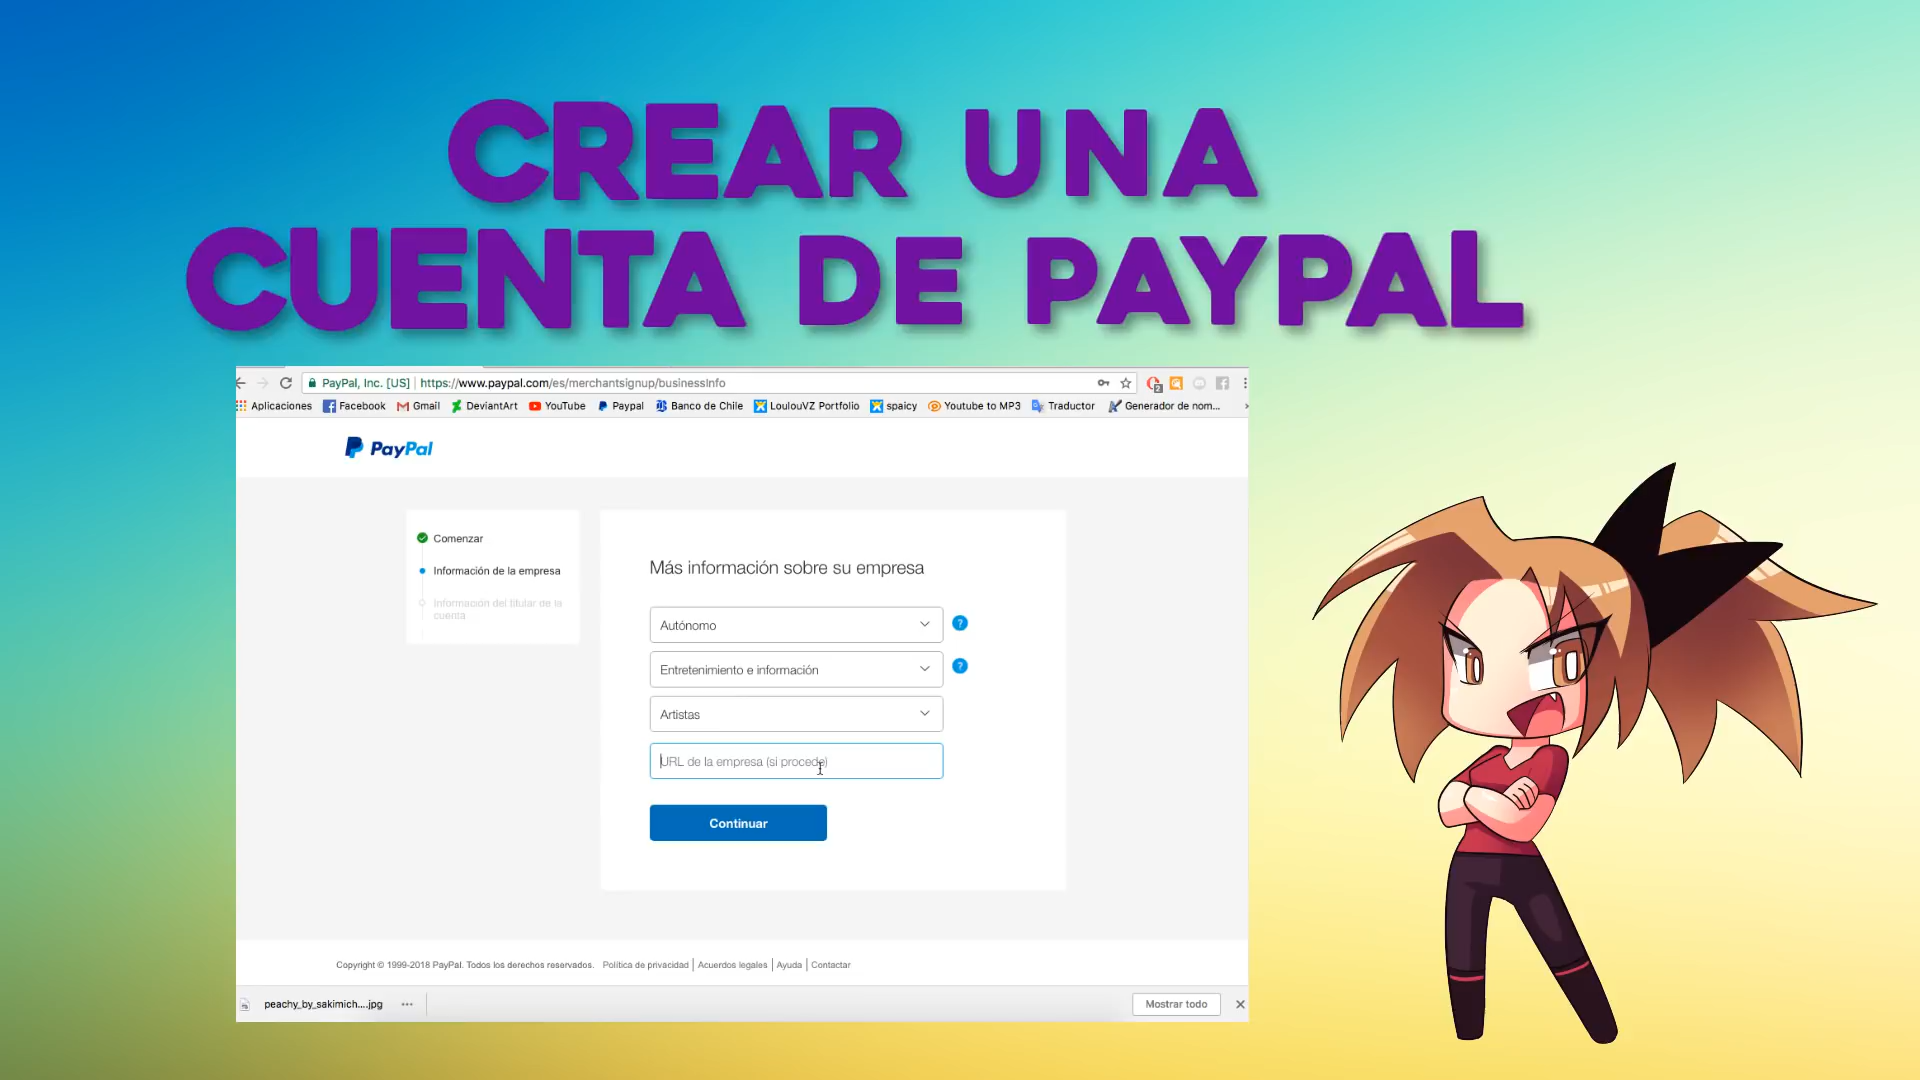 CREAR UNA
CUENTA DE PAYPAL
PayPal, Inc. [US] | https://www.paypal.com/es/merchantsignup/businessInfo
2
Aplicaciones Facebook Gmail DeviantArt YouTube Paypal Banco de Chile LoulouVZ Portfolio spaicy Youtube to MP3 Traductor Generador de nom...
PayPal
Comenzar
Información de la empresa
Información del titular de la
cuenta
Más información sobre su empresa
Autónomo
?
Entretenimiento e información
?
Artistas
URL de la empresa (si procede)
Continuar
Copyright © 1999-2018 PayPal. Todos los derechos reservados. Política de privacidad | Acuerdos legales | Ayuda | Contactar
peachy_by_sakimich....jpg
Mostrar todo